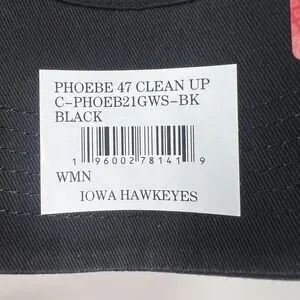 PHOEBE 47 CLEAN UP
C-PHOEB21GWS-BK
BLACK
1 96002 78141 9
WMN
IOWA HAWKEYES